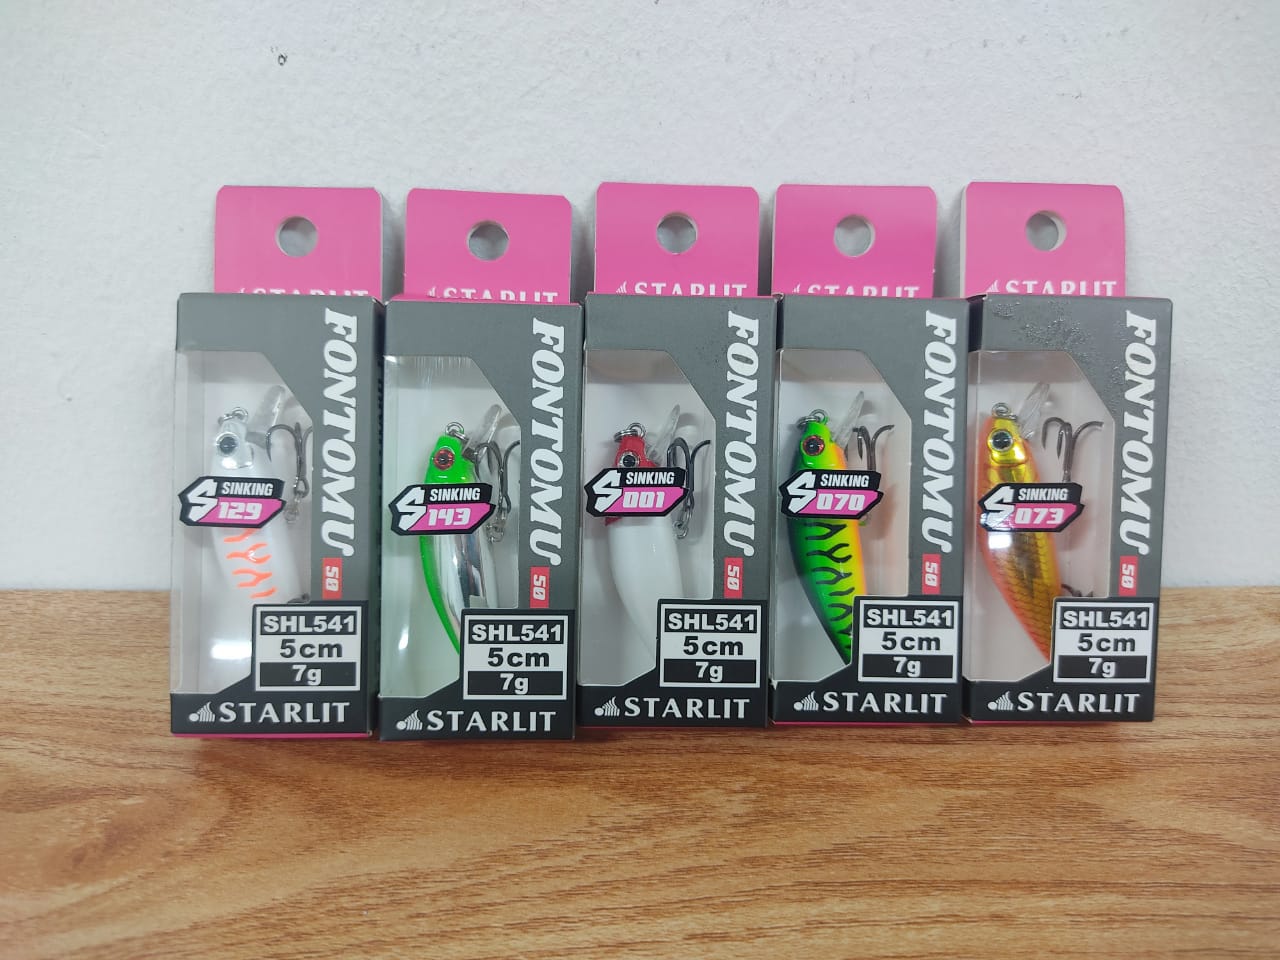 STARLIT
FONTOMU
50
SINKING
S
129
SHL541
5cm
7g
STARLIT
STARLIT
FONTOMU
50
SINKING
S
143
SHL541
5cm
7g
STARLIT
STARLIT
FONTOMU
50
SINKING
S
001
SHL541
5cm
7g
STARLIT
STARLIT
FONTOMU
50
SINKING
S
070
SHL541
5cm
7g
STARLIT
STARLIT
FONTOMU
50
SINKING
S
073
SHL541
5cm
7g
STARLIT